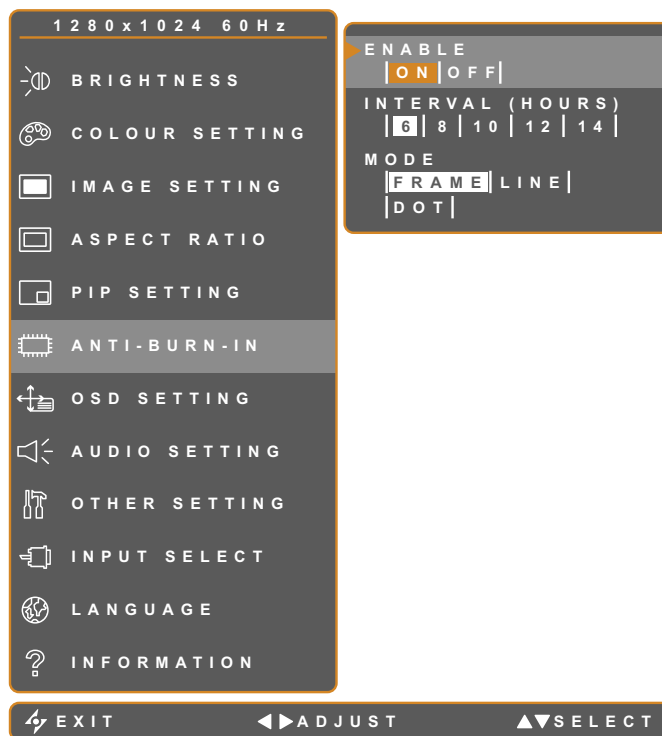 1280x1024 60Hz
BRIGHTNESS
COLOUR SETTING
IMAGE SETTING
ASPECT RATIO
PIP SETTING
ANTI-BURN-IN
OSD SETTING
AUDIO SETTING
OTHER SETTING
INPUT SELECT
LANGUAGE
INFORMATION
ENABLE
ON OFF
INTERVAL (HOURS)
6 8 10 12 14
MODE
FRAME LINE
DOT
EXIT ADJUST SELECT